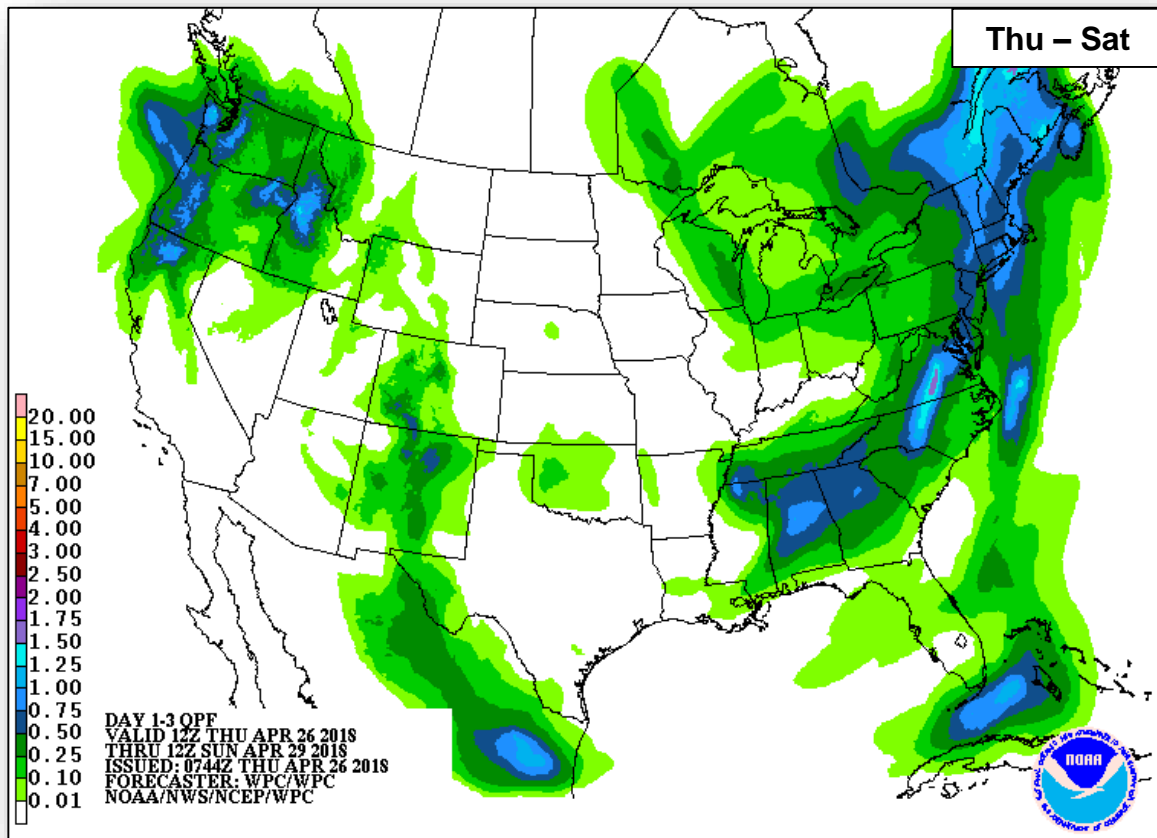 Thu – Sat
20.00
15.00
10.00
7.00
5.00
4.00
3.00
2.50
2.00
1.75
1.50
1.25
1.00
0.75
0.50
0.25
0.10
0.01
DAY 1-3 QPF
VALID 12Z THU APR 26 2018
THRU 12Z SUN APR 29 2018
ISSUED: 0744Z THU APR 26 2018
FORECASTER: WPC/WPC
NOAA/NWS/NCEP/WPC
NOAA